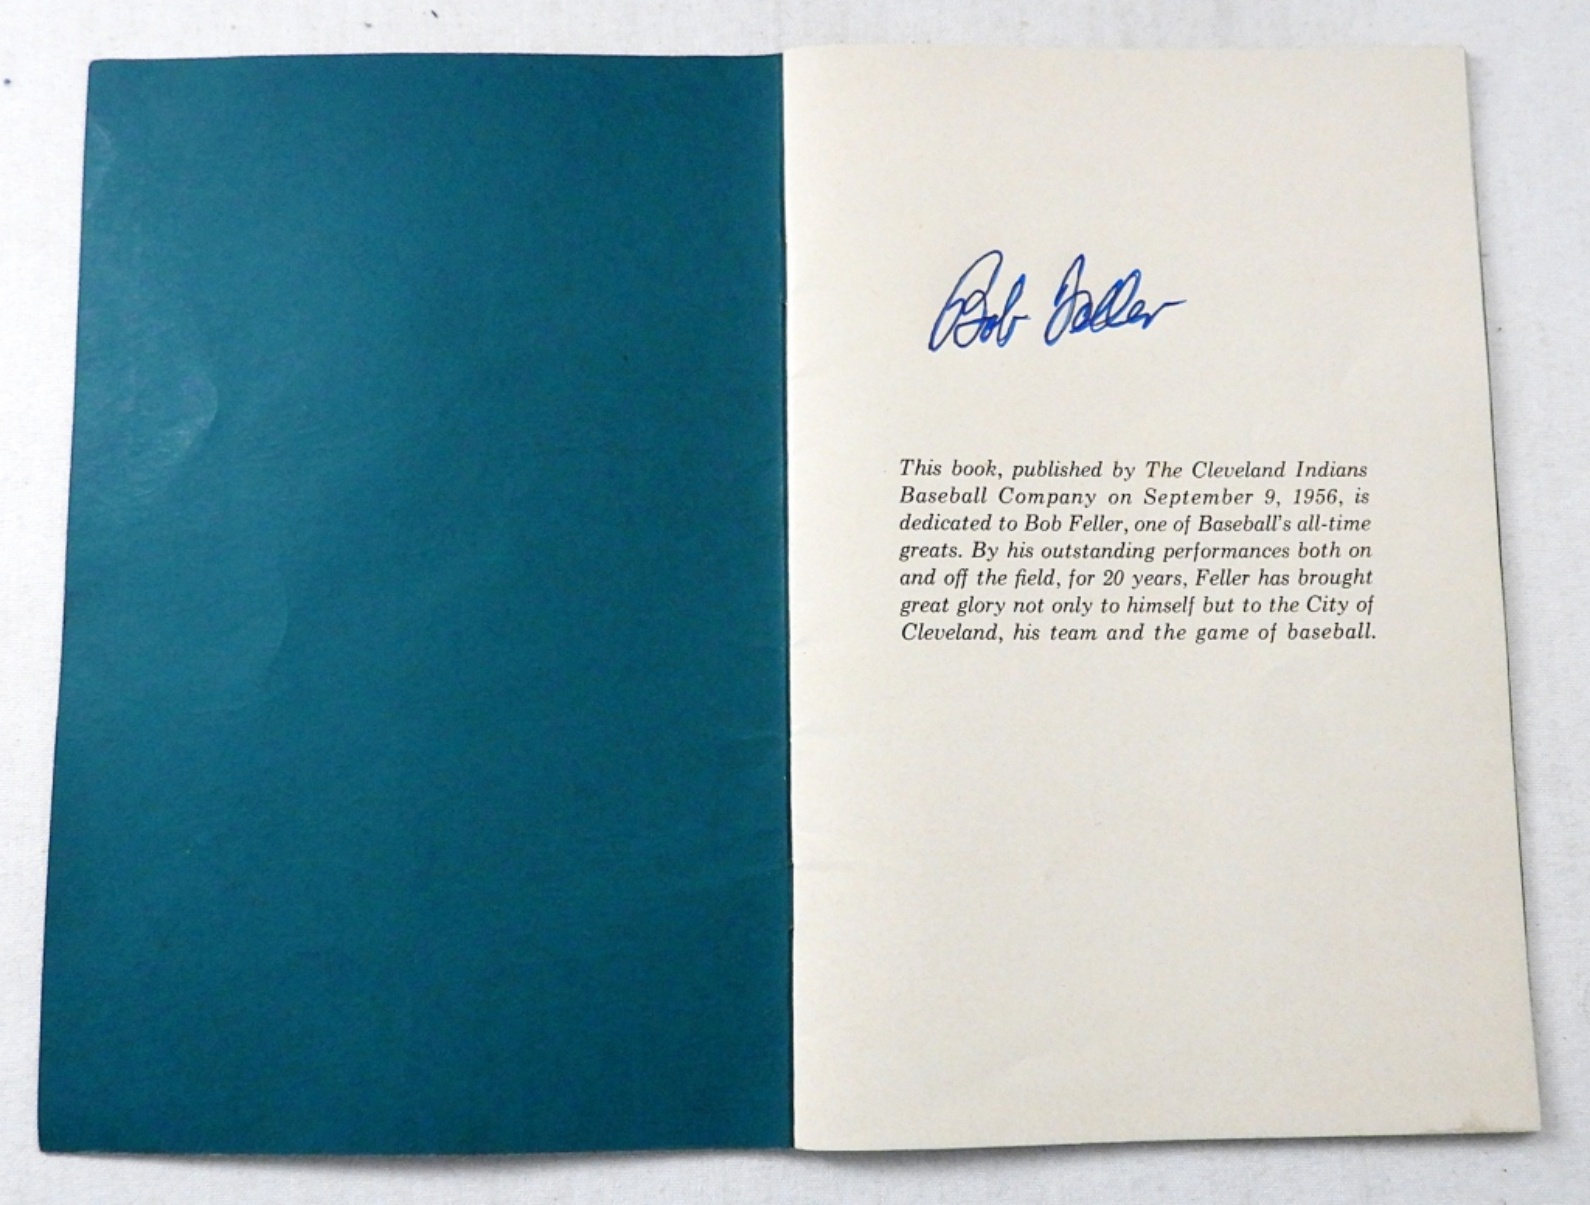 Bob Feller
This book, published by The Cleveland Indians
Baseball Company on September 9, 1956, is
dedicated to Bob Feller, one of Baseball's all-time
greats. By his outstanding performances both on
and off the field, for 20 years, Feller has brought
great glory not only to himself but to the City of
Cleveland, his team and the game of baseball.